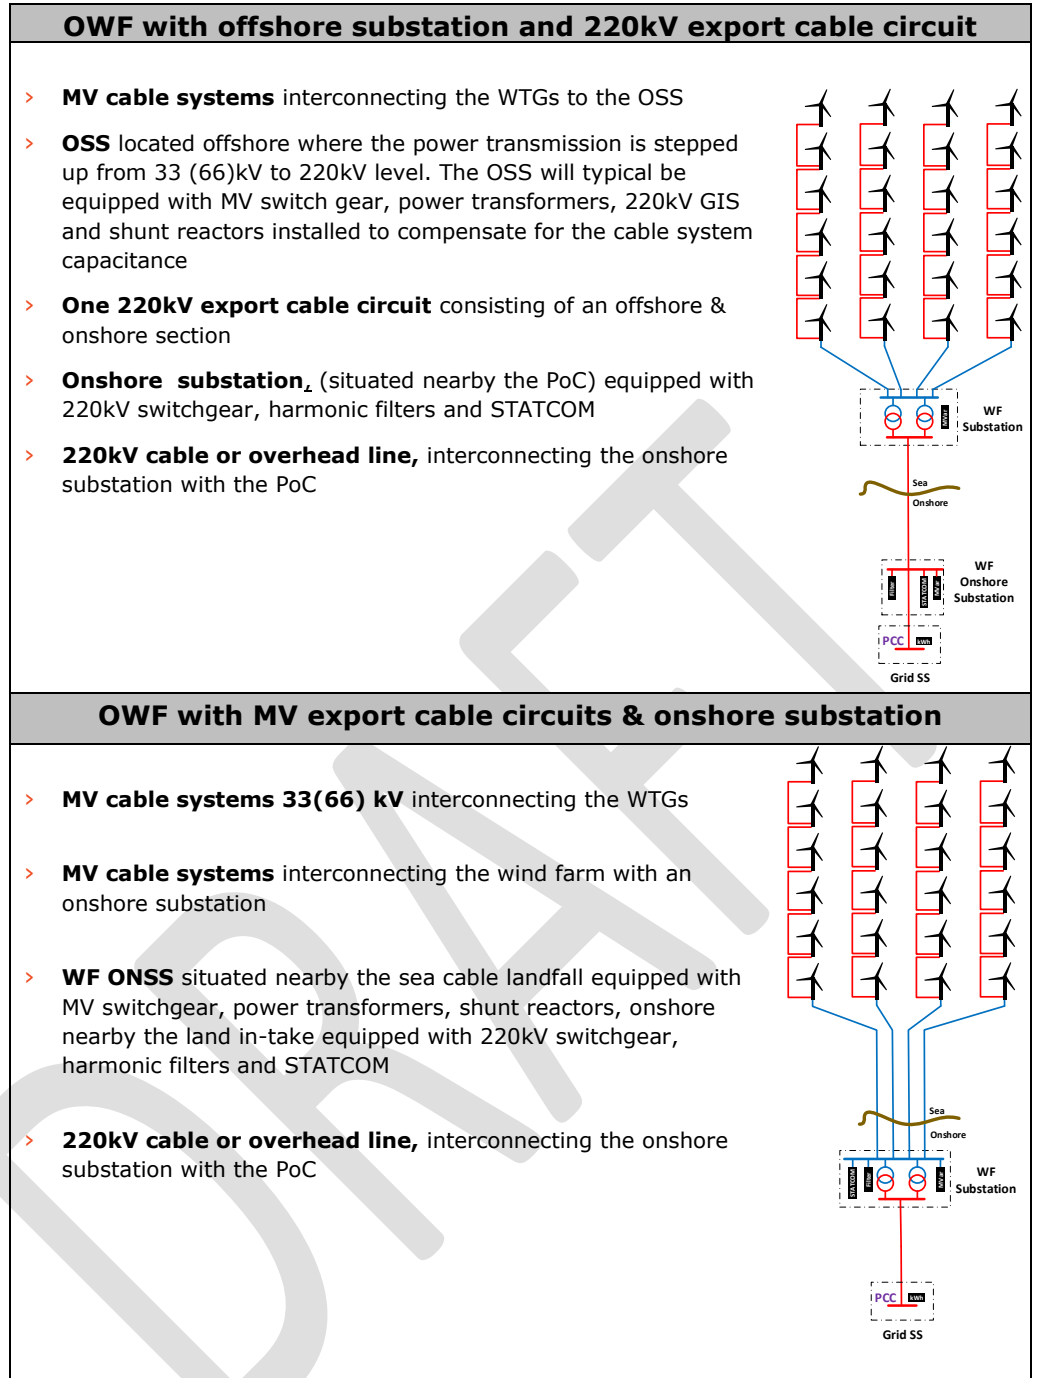 OWF with offshore substation and 220kV export cable circuit
› MV cable systems interconnecting the WTGs to the OSS
› OSS located offshore where the power transmission is stepped
up from 33 (66)kV to 220kV level. The OSS will typical be
equipped with MV switch gear, power transformers, 220kV GIS
and shunt reactors installed to compensate for the cable system
capacitance
› One 220kV export cable circuit consisting of an offshore &
onshore section
› Onshore substation, (situated nearby the PoC) equipped with
220kV switchgear, harmonic filters and STATCOM
› 220kV cable or overhead line, interconnecting the onshore
substation with the PoC
MVar
WF
Substation
Sea
Onshore
Filter
STATCOM
MVar
WF
Onshore
Substation
PCC
kWh
Grid SS
OWF with MV export cable circuits & onshore substation
› MV cable systems 33(66) kV interconnecting the WTGs
› MV cable systems interconnecting the wind farm with an
onshore substation
› WF ONSS situated nearby the sea cable landfall equipped with
MV switchgear, power transformers, shunt reactors, onshore
nearby the land in-take equipped with 220kV switchgear,
harmonic filters and STATCOM
› 220kV cable or overhead line, interconnecting the onshore
substation with the PoC
Sea
Onshore
STATCOM
Filter
MVar
WF
Substation
PCC
kWh
Grid SS
DRAFT